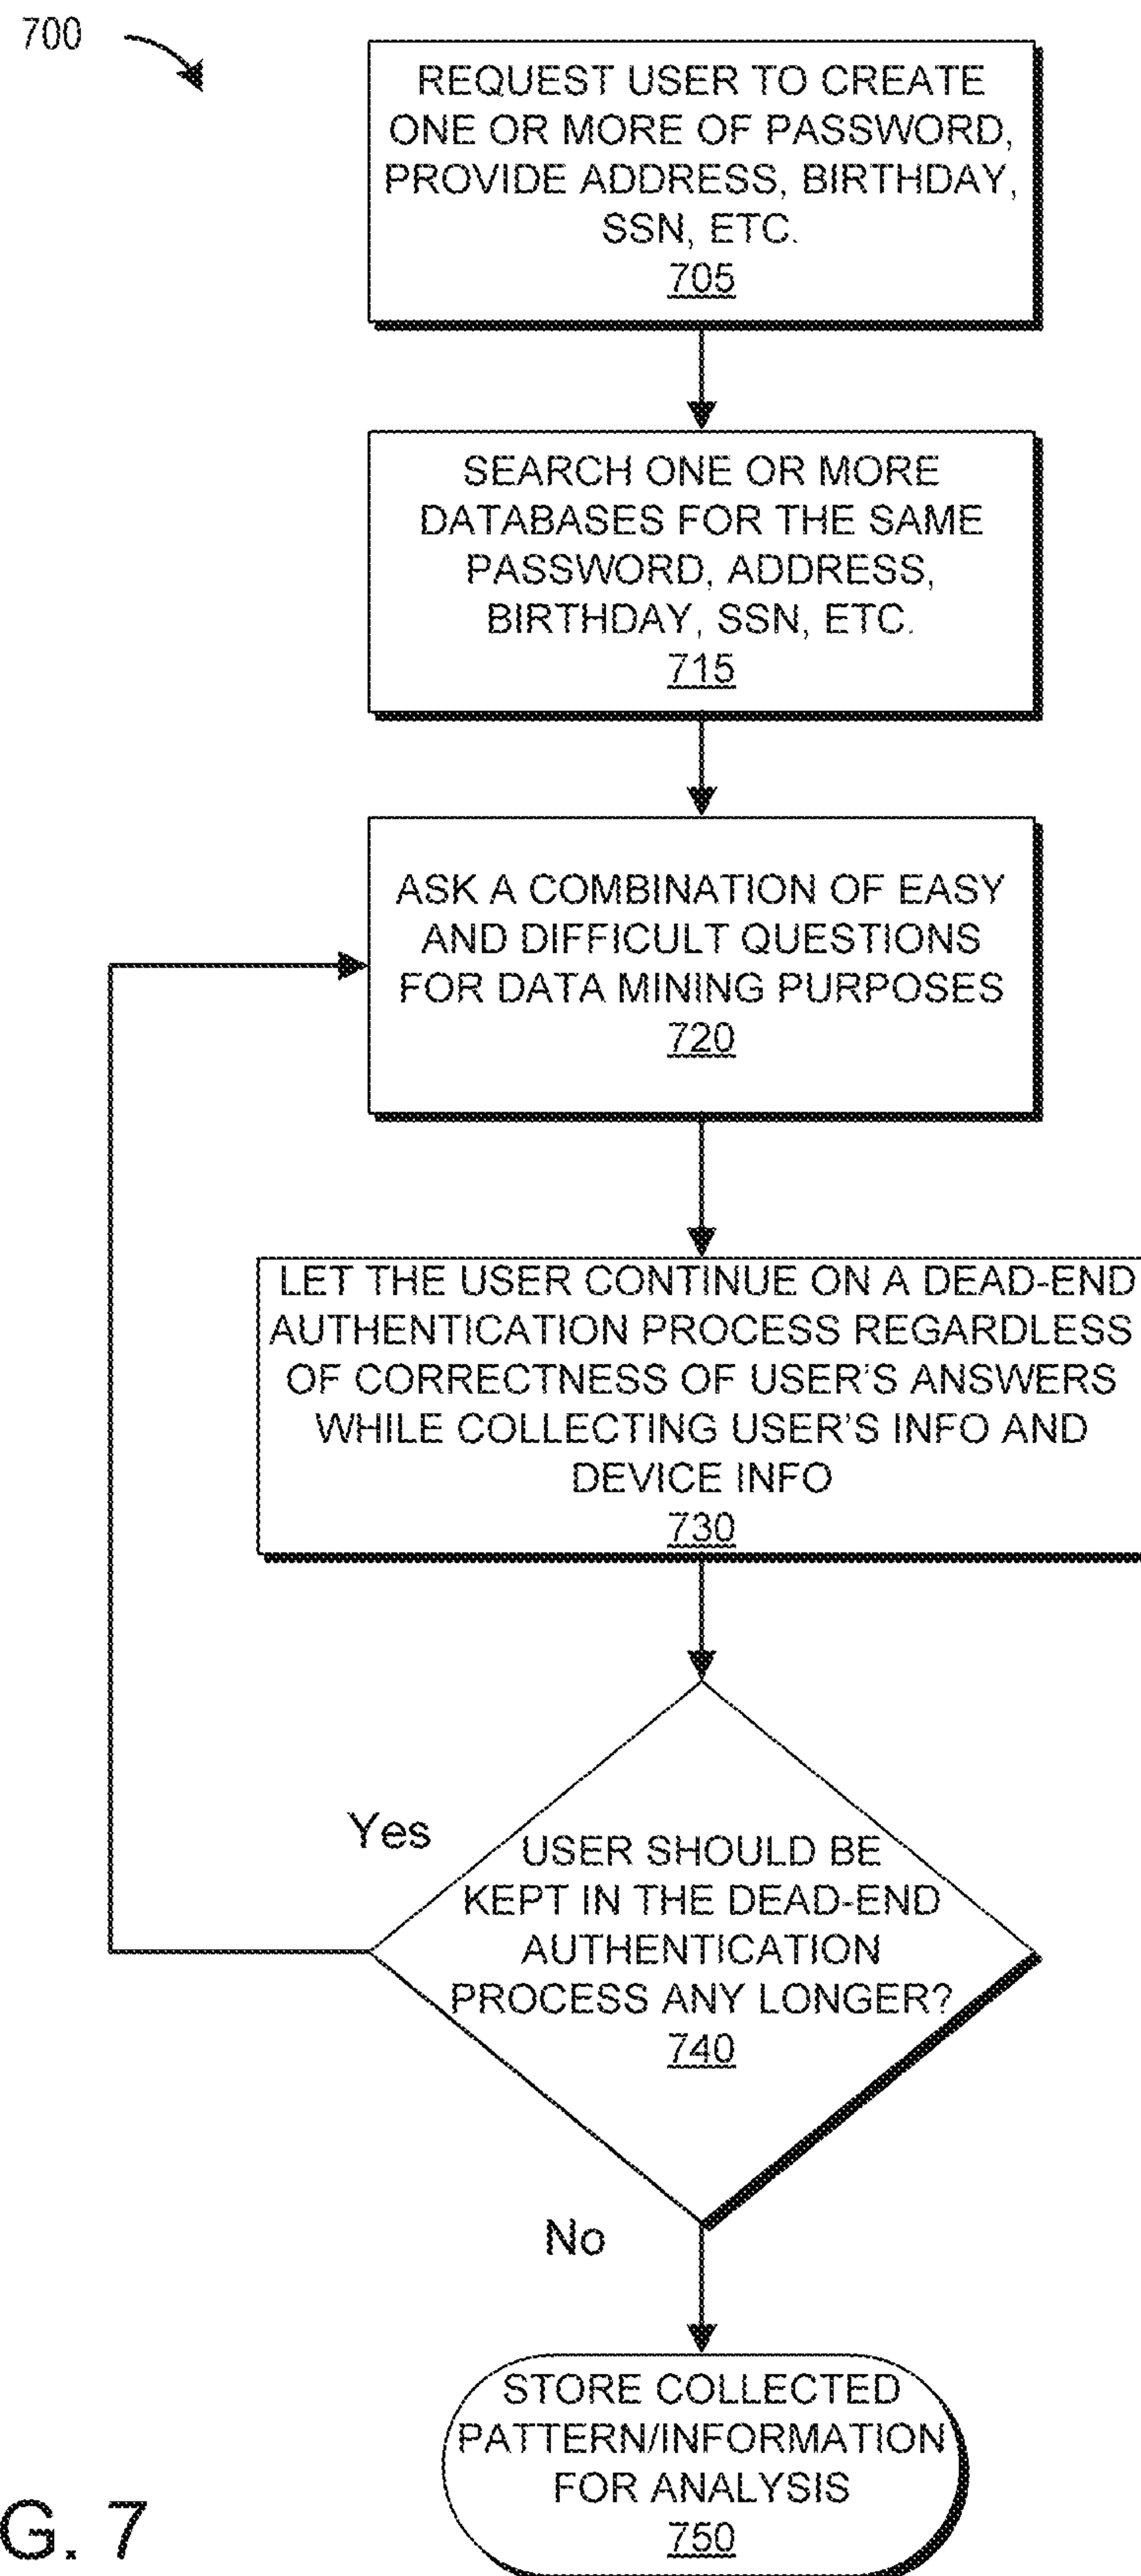 700
REQUEST USER TO CREATE
ONE OR MORE OF PASSWORD,
PROVIDE ADDRESS, BIRTHDAY,
SSN, ETC.
705
SEARCH ONE OR MORE
DATABASES FOR THE SAME
PASSWORD, ADDRESS,
BIRTHDAY, SSN, ETC.
715
ASK A COMBINATION OF EASY
AND DIFFICULT QUESTIONS
FOR DATA MINING PURPOSES
720
LET THE USER CONTINUE ON A DEAD-END
AUTHENTICATION PROCESS REGARDLESS
OF CORRECTNESS OF USER'S ANSWERS
WHILE COLLECTING USER'S INFO AND
DEVICE INFO
730
Yes
USER SHOULD BE
KEPT IN THE DEAD-END
AUTHENTICATION
PROCESS ANY LONGER?
740
No
STORE COLLECTED
PATTERN/INFORMATION
FOR ANALYSIS
750
G. 7